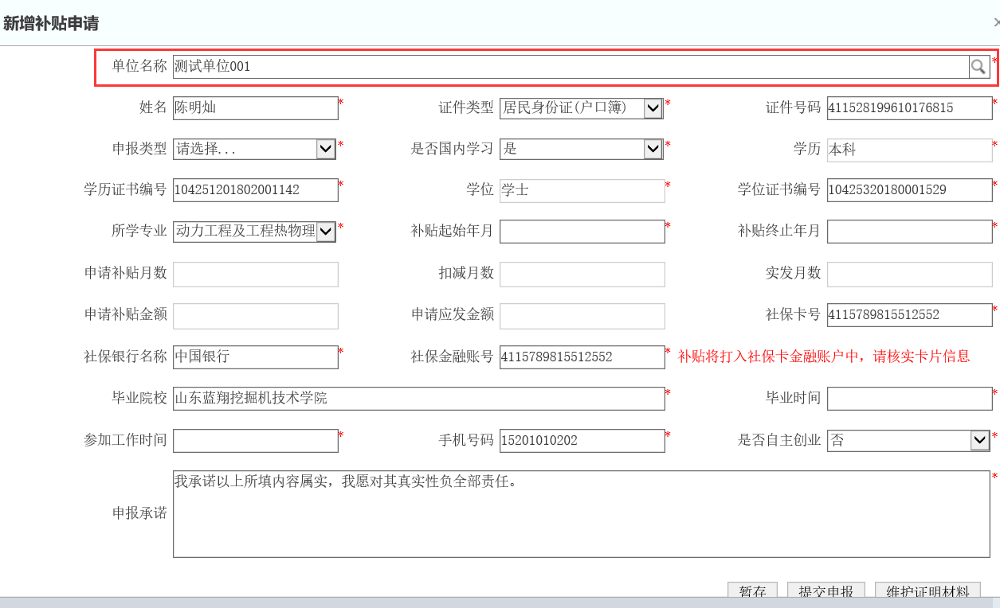 新增补贴申请
单位名称 测试单位001 *
姓名 陈明灿 * 证件类型 居民身份证(户口簿) * 证件号码 411528199610176815 *
申报类型 请选择... * 是否国内学习 是 * 学历 本科 *
学历证书编号 104251201802001142 * 学位 学士 * 学位证书编号 10425320180001529 *
所学专业 动力工程及工程热物理 * 补贴起始年月 * 补贴终止年月 *
申请补贴月数 扣减月数 实发月数
申请补贴金额 申请应发金额 社保卡号 4115789815512552 *
社保银行名称 中国银行 * 社保金融账号 4115789815512552 * 补贴将打入社保卡金融账户中，请核实卡片信息
毕业院校 山东蓝翔挖掘机技术学院 * 毕业时间 *
参加工作时间 * 手机号码 15201010202 * 是否自主创业 否 *
申报承诺 我承诺以上所填内容属实，我愿对其真实性负全部责任。 *
暂存 提交申报 维护证明材料